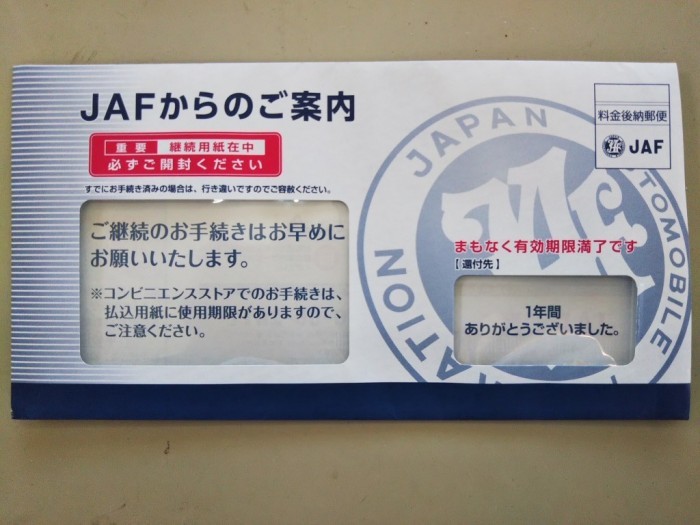 JAFからのご案内
重要 継続用紙在中
必ずご開封ください
すでにお手続き済みの場合は、行き違いですのでご容赦ください。
料金後納郵便
JAF
JAPAN
AUTOMOBILE
FEDERATION
ご継続のお手続きはお早めに
お願いいたします。
※コンビニエンスストアでのお手続きは、
払込用紙に使用期限がありますので、
ご注意ください。
まもなく有効期限満了です
【還付先】
1年間
ありがとうございました。